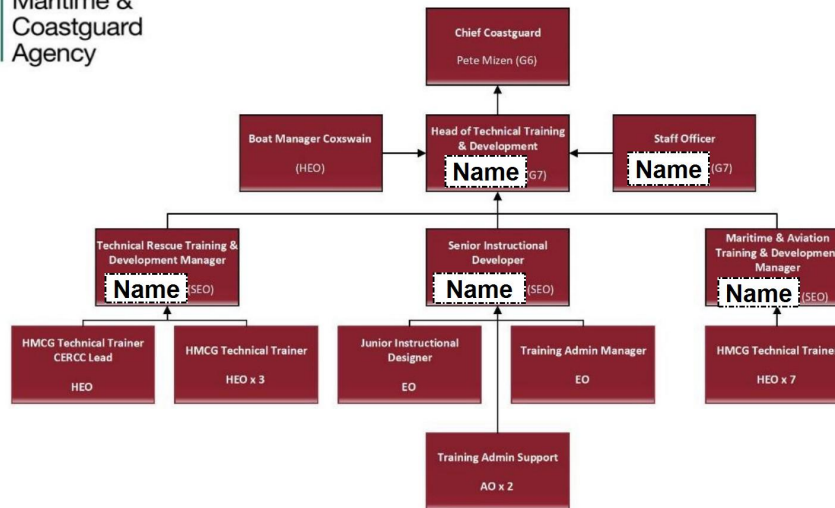 Maritime &
Coastguard
Agency
Chief Coastguard
Pete Mizen (G6)
Boat Manager Coxswain
(HEO)
Head of Technical Training
& Development
Name G7)
Staff Officer
Name (G7)
Technical Rescue Training &
Development Manager
Name (SEO)
Senior Instructional
Developer
Name (SEO)
Maritime & Aviation
Training & Developmen
Manager
Name (SEO)
HMCG Technical Trainer
CERCC Lead
HEO
HMCG Technical Trainer
HEO x 3
Junior Instructional
Designer
EO
Training Admin Manager
EO
HMCG Technical Traine
HEO x 7
Training Admin Support
AO x 2